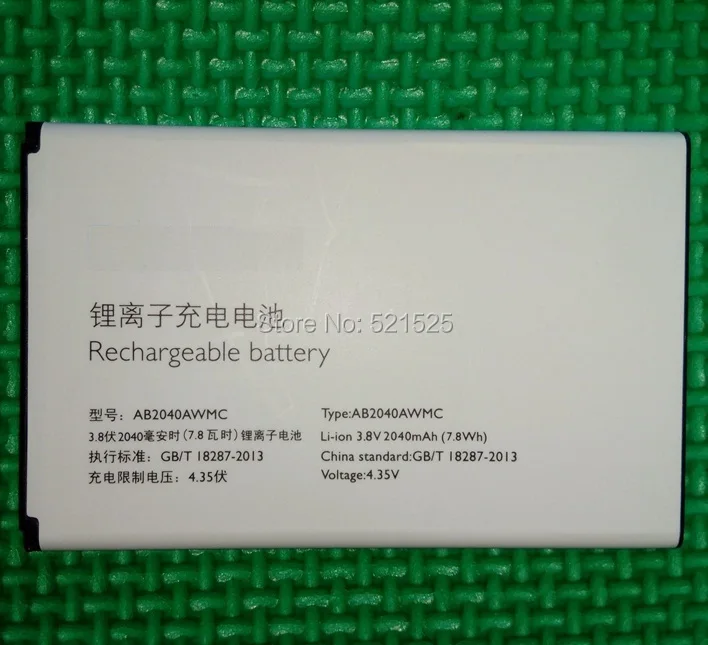 锂离子充电电池
Store No: 521525
Rechargeable battery
型号：AB2040AWMC
3.8伏 2040毫安时 (7.8 瓦时) 锂离子电池
执行标准：GB/T 18287-2013
充电限制电压：4.35伏
Type:AB2040AWMC
Li-ion 3.8V 2040mAh (7.8Wh)
China standard:GB/T 18287-2013
Voltage:4.35V